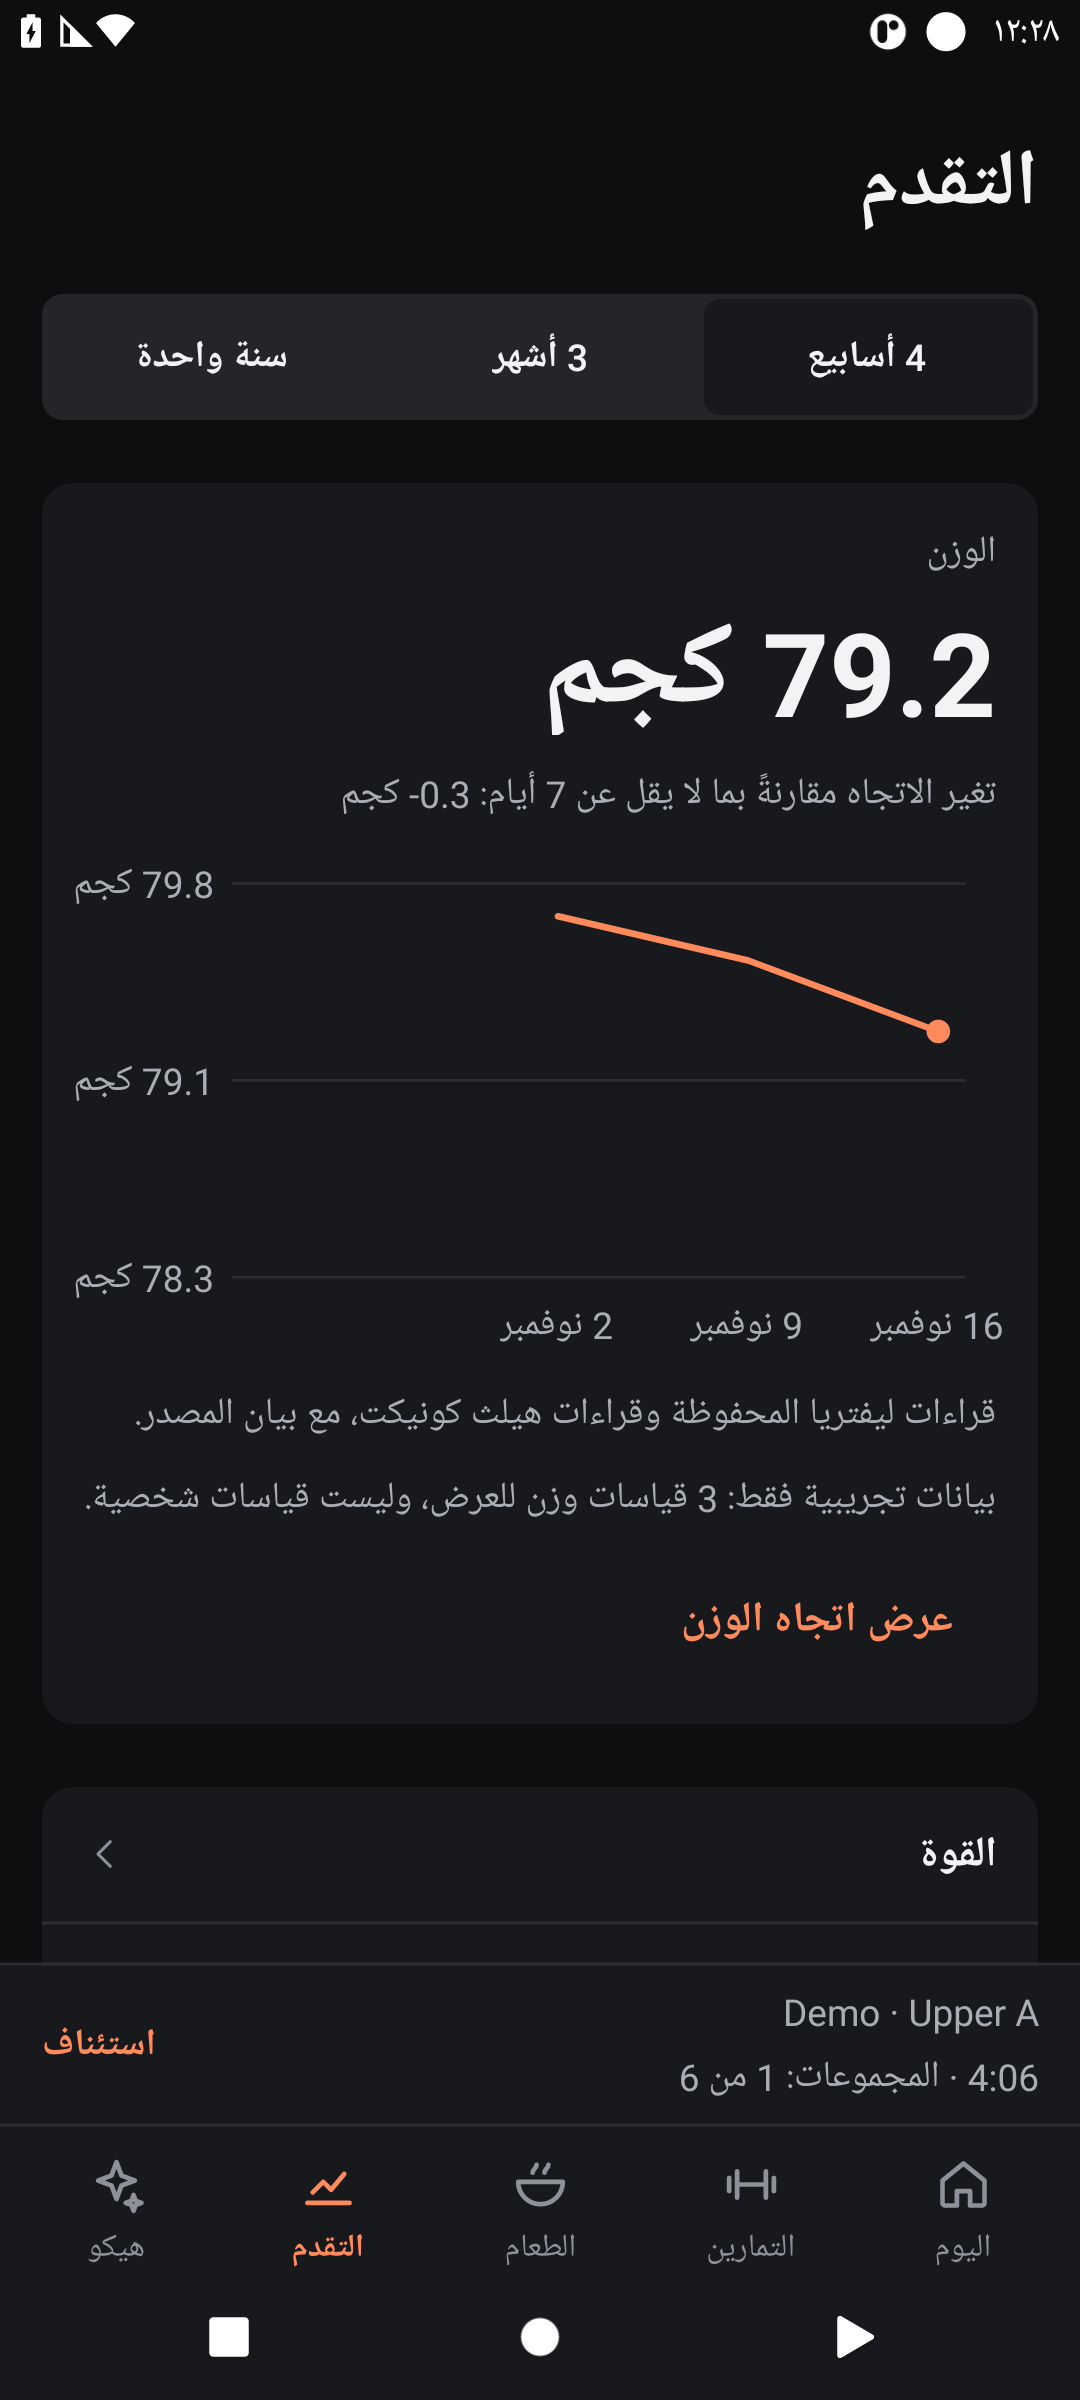 ١٢:٢٨
التقدم
4 أسابيع
3 أشهر
سنة واحدة
الوزن
79.2 كجم
تغير الاتجاه مقارنةً بما لا يقل عن 7 أيام: 0.3- كجم
79.8 كجم
79.1 كجم
78.3 كجم
2 نوفمبر
9 نوفمبر
16 نوفمبر
قراءات ليفتريا المحفوظة وقراءات هيلث كونيكت، مع بيان المصدر.
بيانات تجريبية فقط: 3 قياسات وزن للعرض، وليست قياسات شخصية.
عرض اتجاه الوزن
القوة
Demo · Upper A
4:06 · المجموعات: 1 من 6
استئناف
اليوم
التمارين
الطعام
التقدم
هيكو